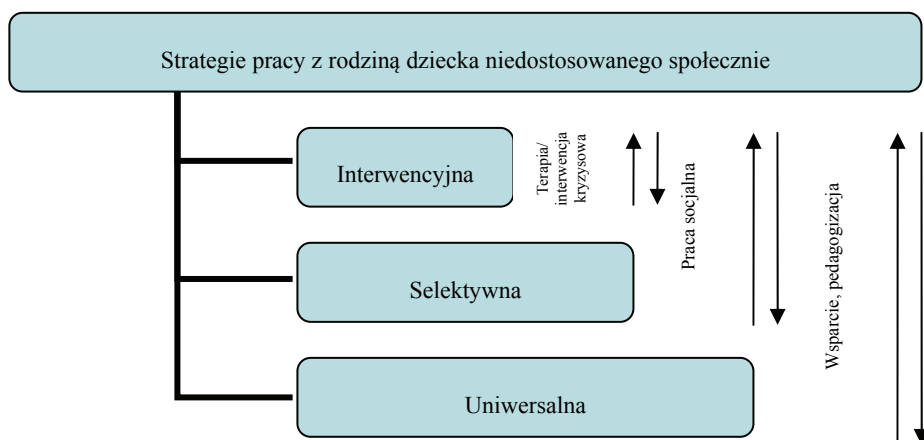 Strategie pracy z rodziną dziecka niedostosowanego społecznie
Interwencyjna
Terapia/
interwencja
kryzysowa
Praca socjalna
Wsparcie, pedagogizacja
Selektywna
Uniwersalna